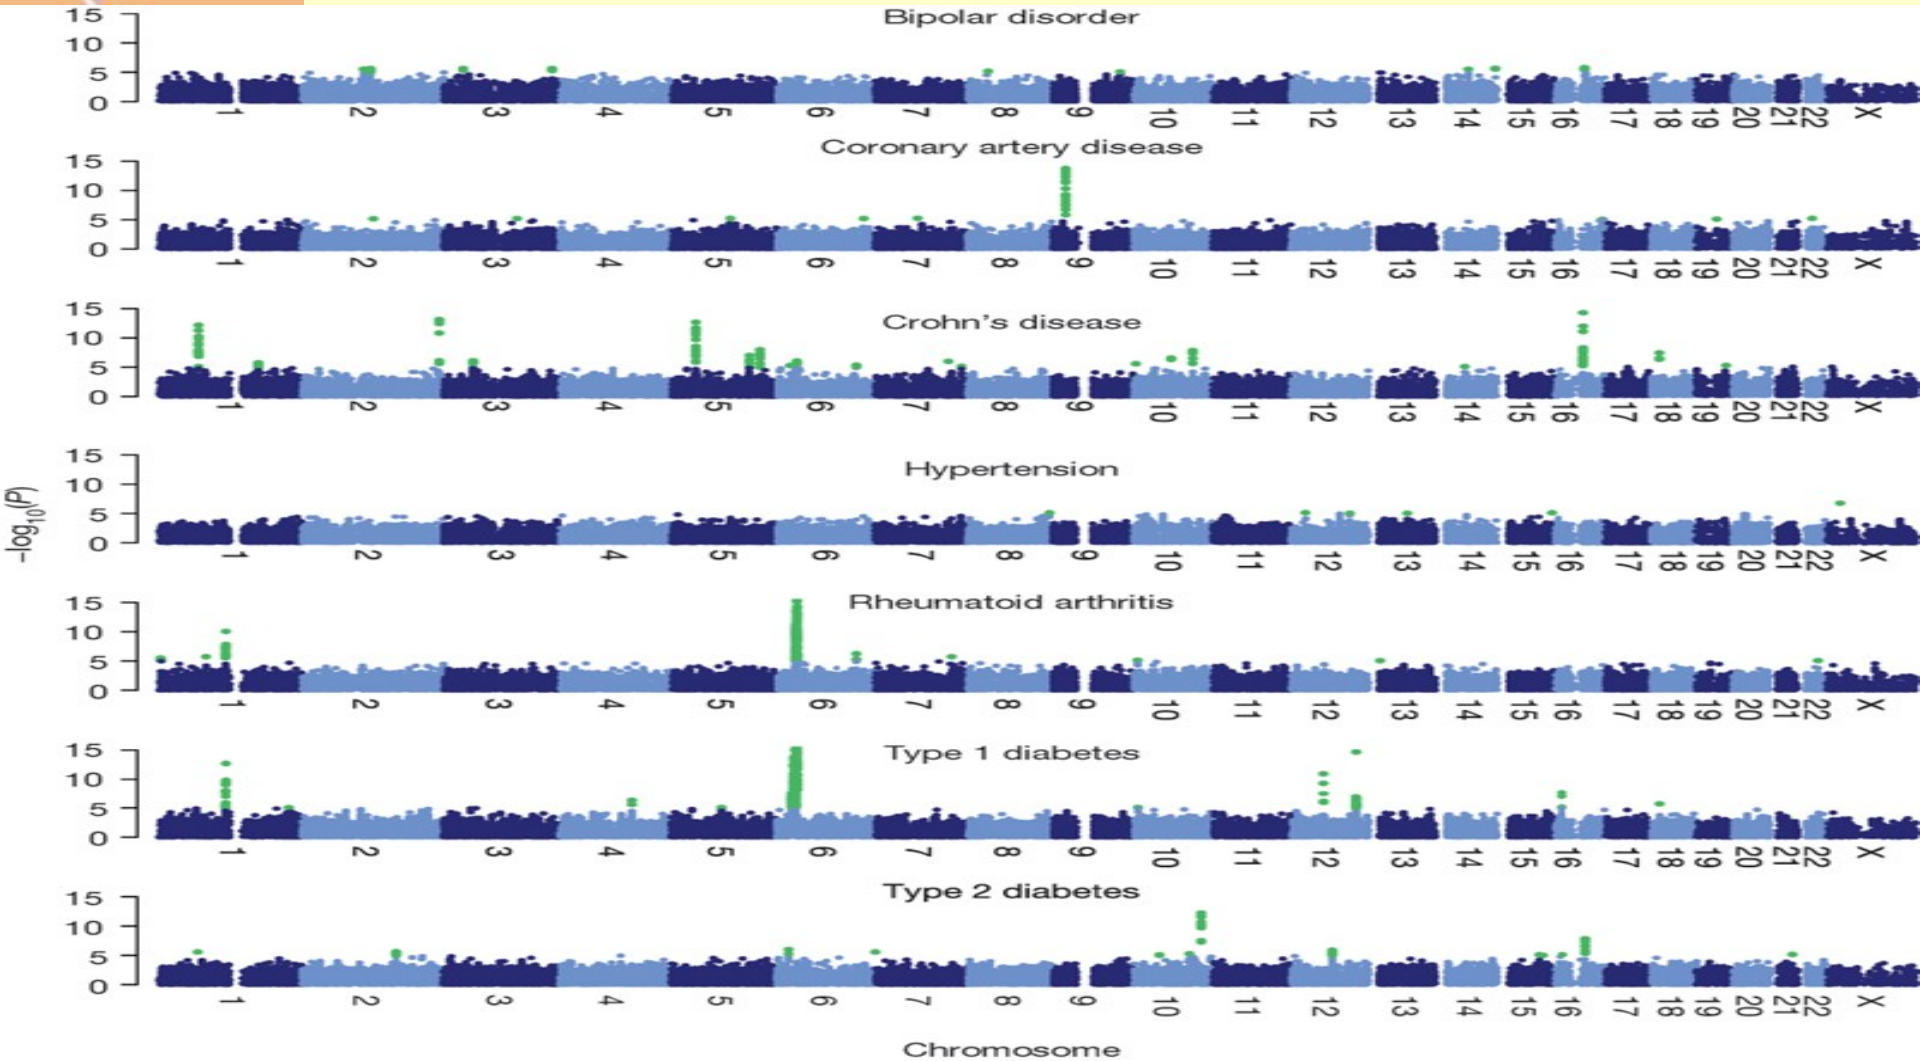 Bipolar disorder
15
10
5
0
1 2 3 4 5 6 7 8 9 10 11 12 13 14 15 16 17 18 19 20 21 22 X
Coronary artery disease
15
10
5
0
1 2 3 4 5 6 7 8 9 10 11 12 13 14 15 16 17 18 19 20 21 22 X
Crohn's disease
15
10
5
0
1 2 3 4 5 6 7 8 9 10 11 12 13 14 15 16 17 18 19 20 21 22 X
Hypertension
15
10
5
0
1 2 3 4 5 6 7 8 9 10 11 12 13 14 15 16 17 18 19 20 21 22 X
−log10(P)
Rheumatoid arthritis
15
10
5
0
1 2 3 4 5 6 7 8 9 10 11 12 13 14 15 16 17 18 19 20 21 22 X
Type 1 diabetes
15
10
5
0
1 2 3 4 5 6 7 8 9 10 11 12 13 14 15 16 17 18 19 20 21 22 X
Type 2 diabetes
15
10
5
0
1 2 3 4 5 6 7 8 9 10 11 12 13 14 15 16 17 18 19 20 21 22 X
Chromosome